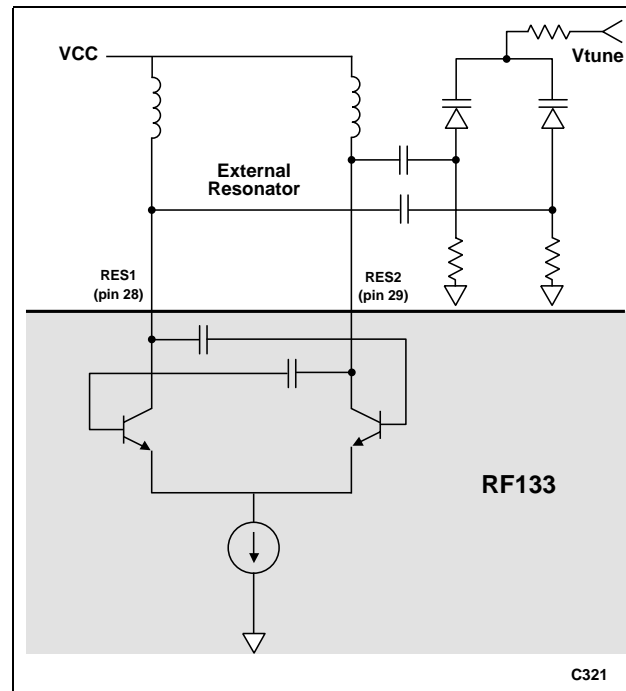 VCC
Vtune
External
Resonator
RES1
(pin 28)
RES2
(pin 29)
RF133
C321